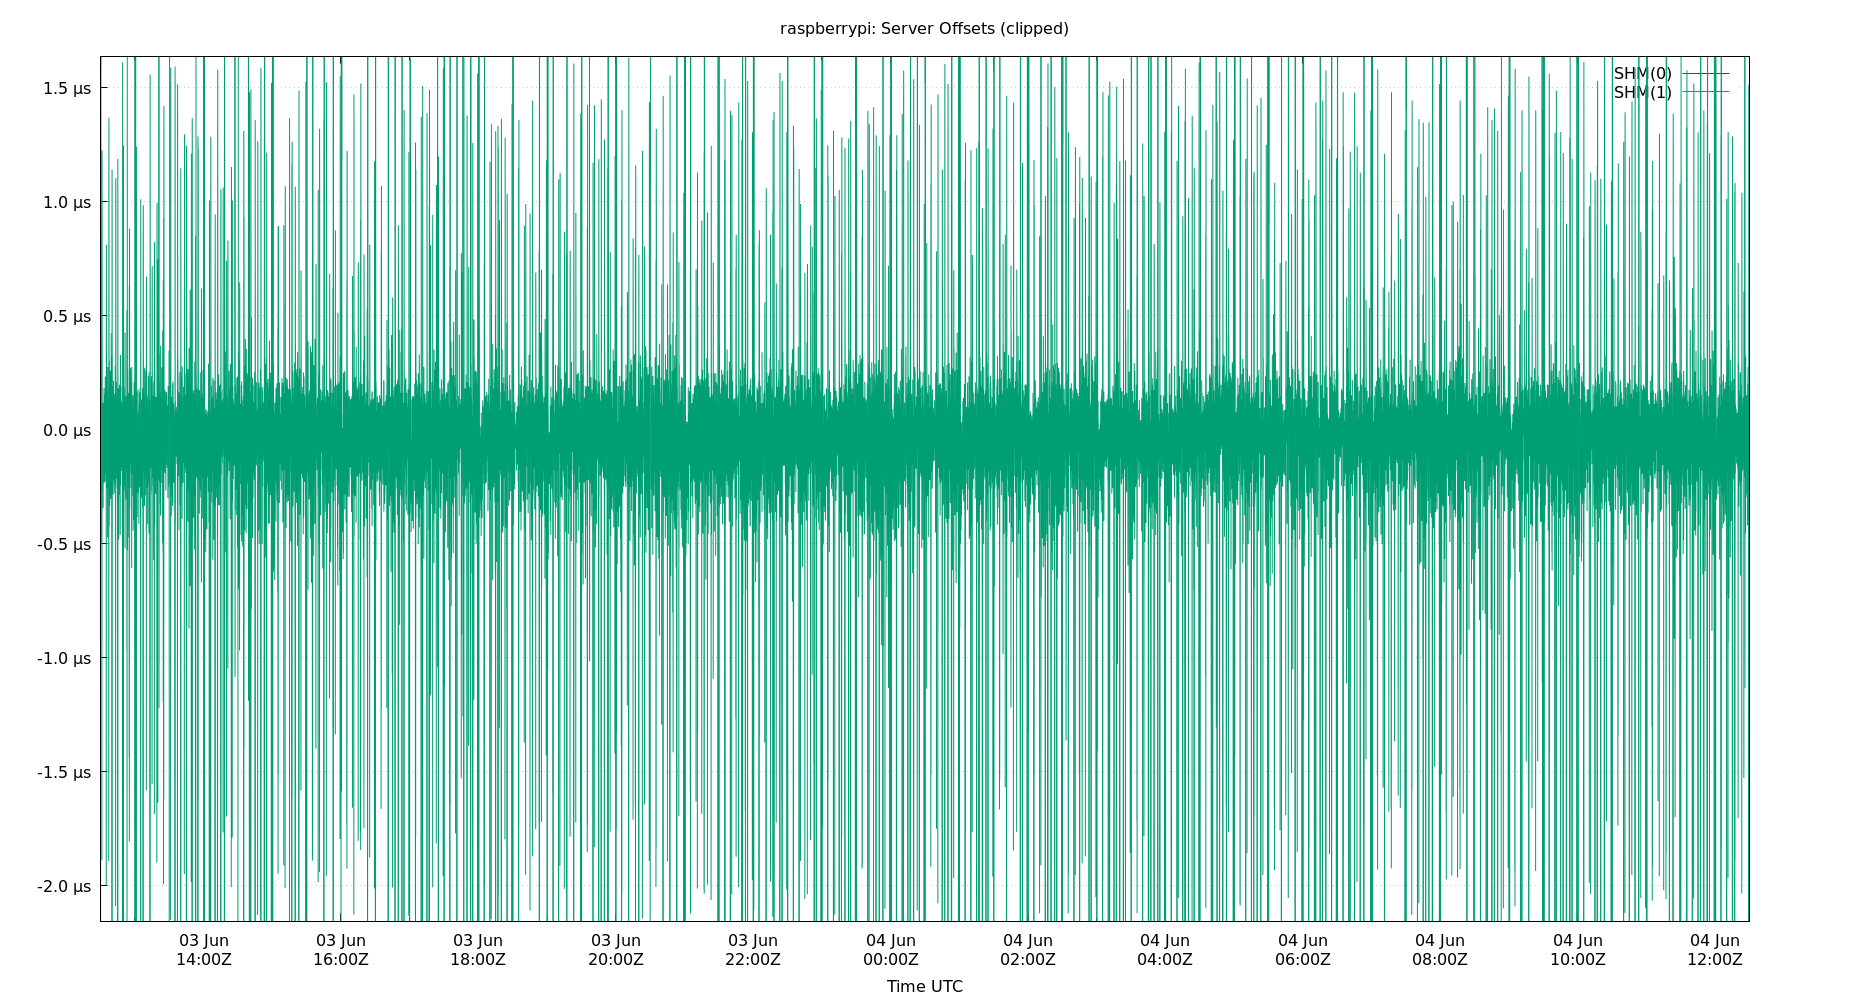 raspberrypi: Server Offsets (clipped)
SHM(0)
SHM(1)
1.5 µs
1.0 µs
0.5 µs
0.0 µs
-0.5 µs
-1.0 µs
-1.5 µs
-2.0 µs
03 Jun 03 Jun 03 Jun 03 Jun 03 Jun 04 Jun 04 Jun 04 Jun 04 Jun 04 Jun 04 Jun 04 Jun
14:00Z 16:00Z 18:00Z 20:00Z 22:00Z 00:00Z 02:00Z 04:00Z 06:00Z 08:00Z 10:00Z 12:00Z
Time UTC